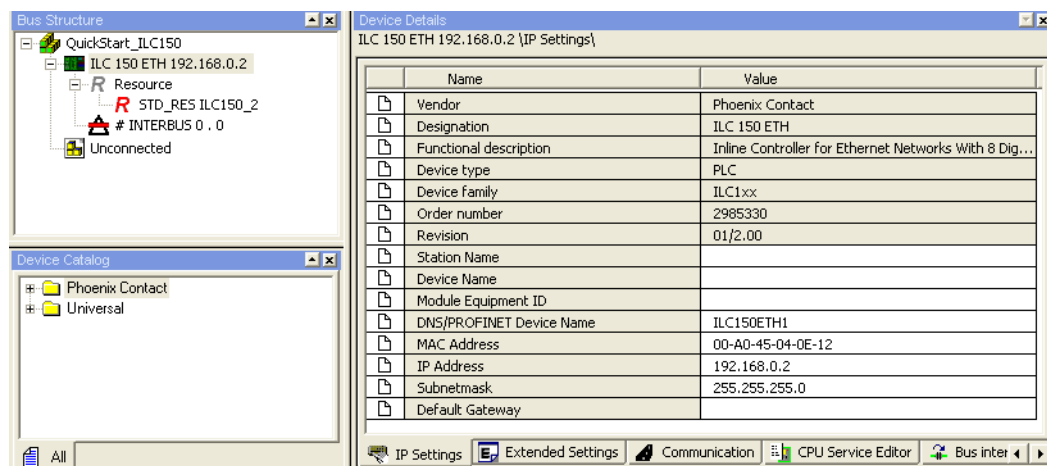 Bus Structure
QuickStart_ILC150
ILC 150 ETH 192.168.0.2
R Resource
R STD_RES ILC150_2
# INTERBUS 0 . 0
Unconnected
Device Catalog
Phoenix Contact
Universal
All
Device Details
ILC 150 ETH 192.168.0.2 \IP Settings\
Name Value
Vendor Phoenix Contact
Designation ILC 150 ETH
Functional description Inline Controller for Ethernet Networks With 8 Dig...
Device type PLC
Device family ILC1xx
Order number 2985330
Revision 01/2.00
Station Name
Device Name
Module Equipment ID
DNS/PROFINET Device Name ILC150ETH1
MAC Address 00-A0-45-04-0E-12
IP Address 192.168.0.2
Subnetmask 255.255.255.0
Default Gateway
IP Settings Extended Settings Communication CPU Service Editor Bus inter